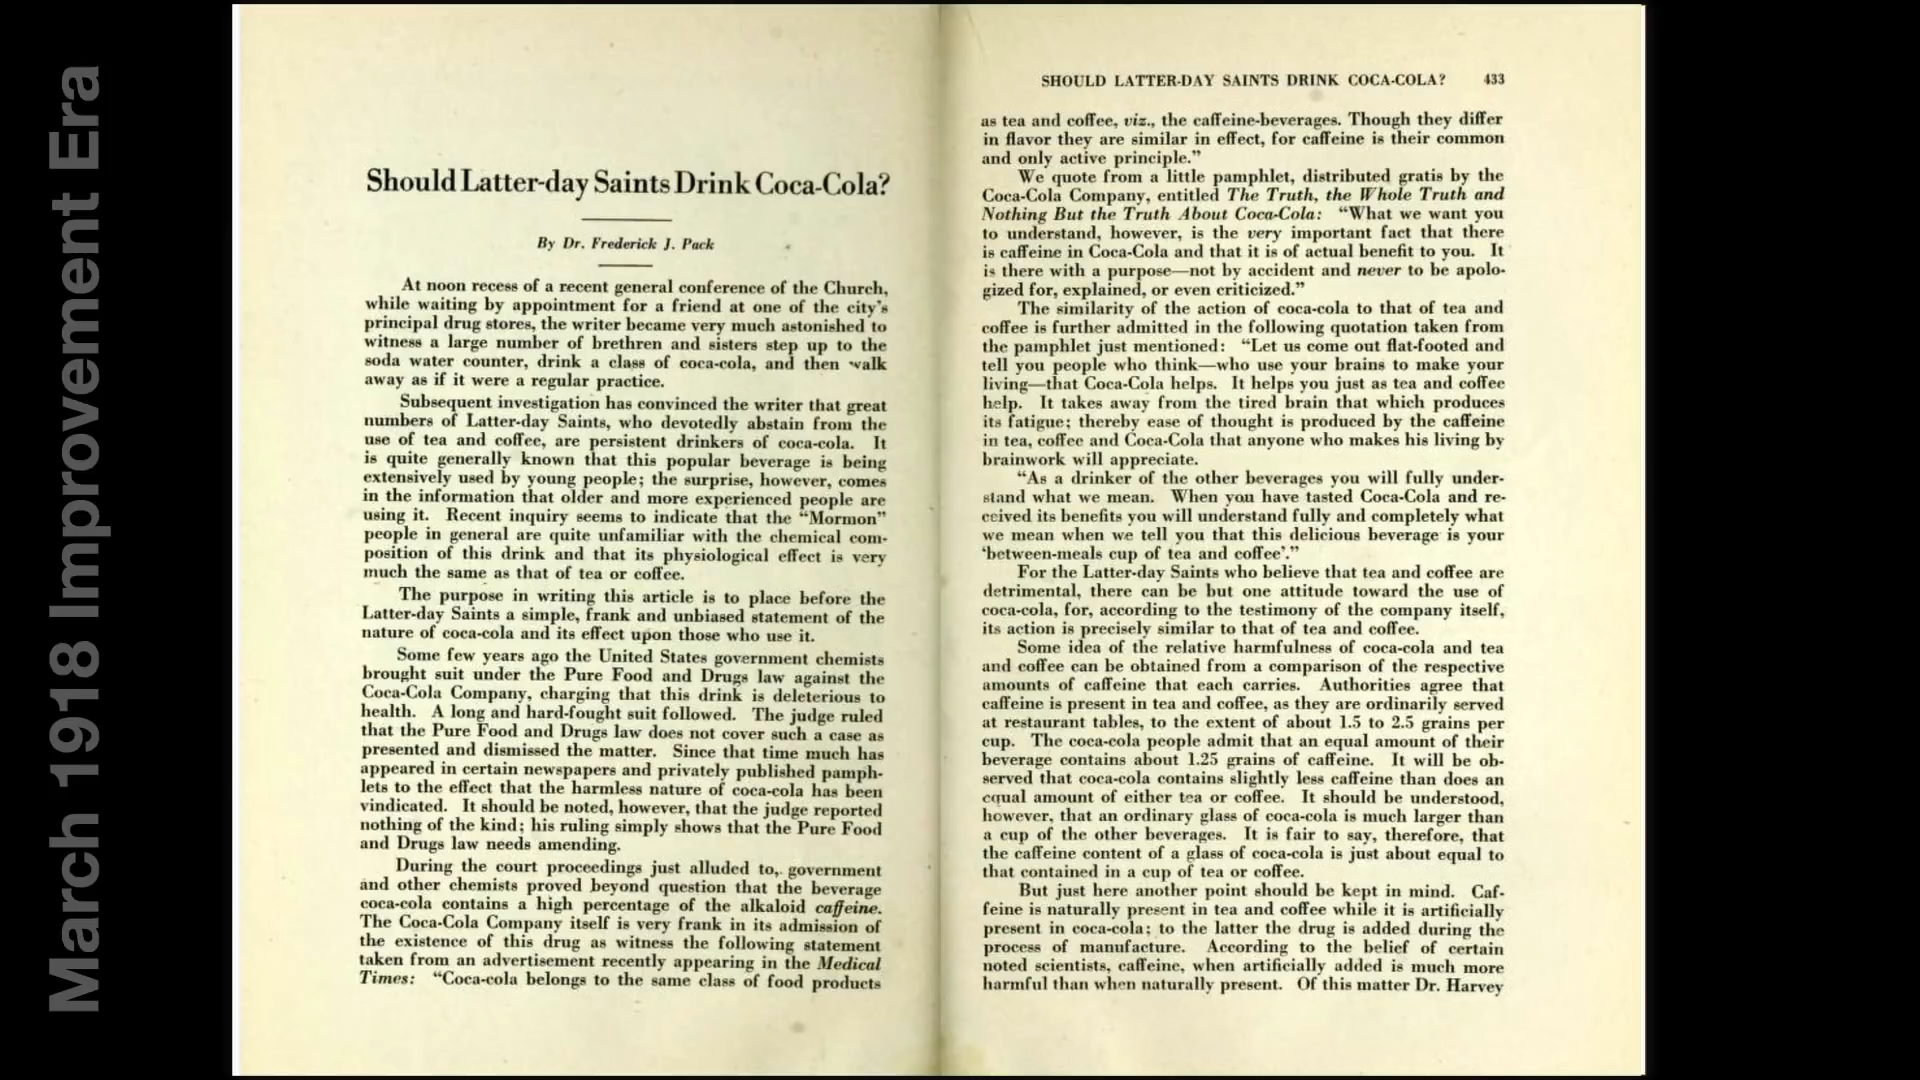 March 1918 Improvement Era
Should Latter-day Saints Drink Coca-Cola?
By Dr. Frederick J. Pack
At noon recess of a recent general conference of the Church,
while waiting by appointment for a friend at one of the city's
principal drug stores, the writer became very much astonished to
witness a large number of brethren and sisters step up to the
soda water counter, drink a class of coca-cola, and then walk
away as if it were a regular practice.
Subsequent investigation has convinced the writer that great
numbers of Latter-day Saints, who devotedly abstain from the
use of tea and coffee, are persistent drinkers of coca-cola. It
is quite generally known that this popular beverage is being
extensively used by young people; the surprise, however, comes
in the information that older and more experienced people are
using it. Recent inquiry seems to indicate that the "Mormon"
people in general are quite unfamiliar with the chemical com-
position of this drink and that its physiological effect is very
much the same as that of tea or coffee.
The purpose in writing this article is to place before the
Latter-day Saints a simple, frank and unbiased statement of the
nature of coca-cola and its effect upon those who use it.
Some few years ago the United States government chemists
brought suit under the Pure Food and Drugs law against the
Coca-Cola Company, charging that this drink is deleterious to
health. A long and hard-fought suit followed. The judge ruled
that the Pure Food and Drugs law does not cover such a case as
presented and dismissed the matter. Since that time much has
appeared in certain newspapers and privately published pamph-
lets to the effect that the harmless nature of coca-cola has been
vindicated. It should be noted, however, that the judge reported
nothing of the kind; his ruling simply shows that the Pure Food
and Drugs law needs amending.
During the court proceedings just alluded to, government
and other chemists proved beyond question that the beverage
coca-cola contains a high percentage of the alkaloid caffeine.
The Coca-Cola Company itself is very frank in its admission of
the existence of this drug as witness the following statement
taken from an advertisement recently appearing in the Medical
Times: "Coca-cola belongs to the same class of food products
SHOULD LATTER-DAY SAINTS DRINK COCA-COLA? 433
as tea and coffee, viz., the caffeine-beverages. Though they differ
in flavor they are similar in effect, for caffeine is their common
and only active principle."
We quote from a little pamphlet, distributed gratis by the
Coca-Cola Company, entitled The Truth, the Whole Truth and
Nothing But the Truth About Coca-Cola: "What we want you
to understand, however, is the very important fact that there
is caffeine in Coca-Cola and that it is of actual benefit to you. It
is there with a purpose—not by accident and never to be apolo-
gized for, explained, or even criticized."
The similarity of the action of coca-cola to that of tea and
coffee is further admitted in the following quotation taken from
the pamphlet just mentioned: "Let us come out flat-footed and
tell you people who think—who use your brains to make your
living—that Coca-Cola helps. It helps you just as tea and coffee
help. It takes away from the tired brain that which produces
its fatigue; thereby ease of thought is produced by the caffeine
in tea, coffee and Coca-Cola that anyone who makes his living by
brainwork will appreciate.
"As a drinker of the other beverages you will fully under-
stand what we mean. When you have tasted Coca-Cola and re-
ceived its benefits you will understand fully and completely what
we mean when we tell you that this delicious beverage is your
'between-meals cup of tea and coffee'."
For the Latter-day Saints who believe that tea and coffee are
detrimental, there can be but one attitude toward the use of
coca-cola, for, according to the testimony of the company itself,
its action is precisely similar to that of tea and coffee.
Some idea of the relative harmfulness of coca-cola and tea
and coffee can be obtained from a comparison of the respective
amounts of caffeine that each carries. Authorities agree that
caffeine is present in tea and coffee, as they are ordinarily served
at restaurant tables, to the extent of about 1.5 to 2.5 grains per
cup. The coca-cola people admit that an equal amount of their
beverage contains about 1.25 grains of caffeine. It will be ob-
served that coca-cola contains slightly less caffeine than does an
equal amount of either tea or coffee. It should be understood,
however, that an ordinary glass of coca-cola is much larger than
a cup of the other beverages. It is fair to say, therefore, that
the caffeine content of a glass of coca-cola is just about equal to
that contained in a cup of tea or coffee.
But just here another point should be kept in mind. Caf-
feine is naturally present in tea and coffee while it is artificially
present in coca-cola; to the latter the drug is added during the
process of manufacture. According to the belief of certain
noted scientists, caffeine, when artificially added is much more
harmful than when naturally present. Of this matter Dr. Harvey